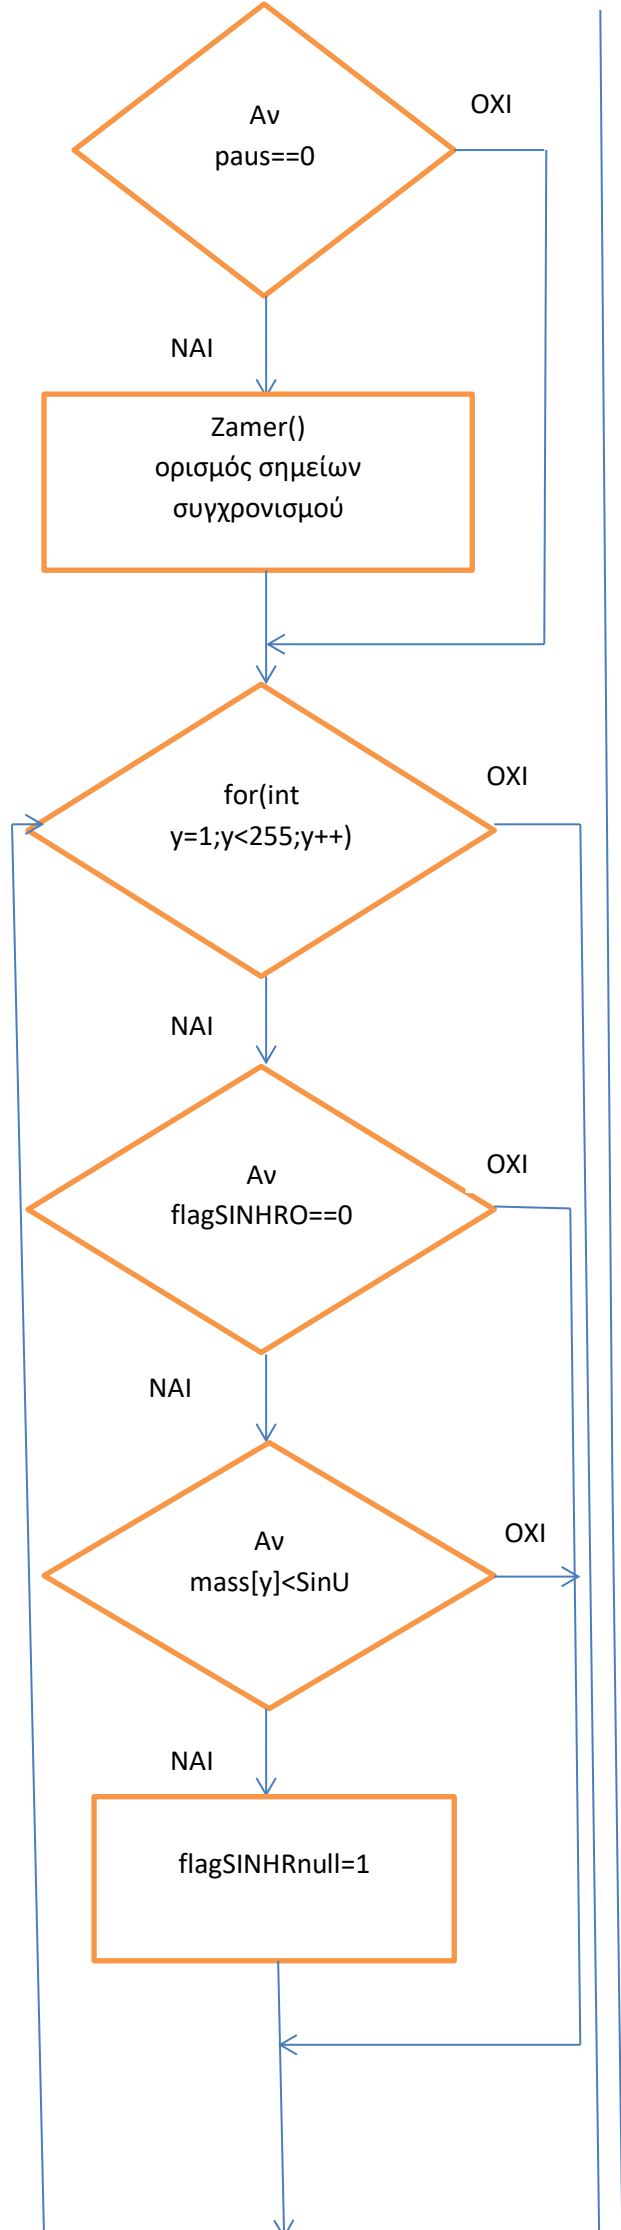 Αν
paus==0
ΟΧΙ
ΝΑΙ
Zamer()
ορισμός σημείων
συγχρονισμού
for(int
y=1;y<255;y++)
ΟΧΙ
ΝΑΙ
Αν
flagSINHRO==0
ΟΧΙ
ΝΑΙ
Αν
mass[y]<SinU
ΟΧΙ
ΝΑΙ
flagSINHRnull=1